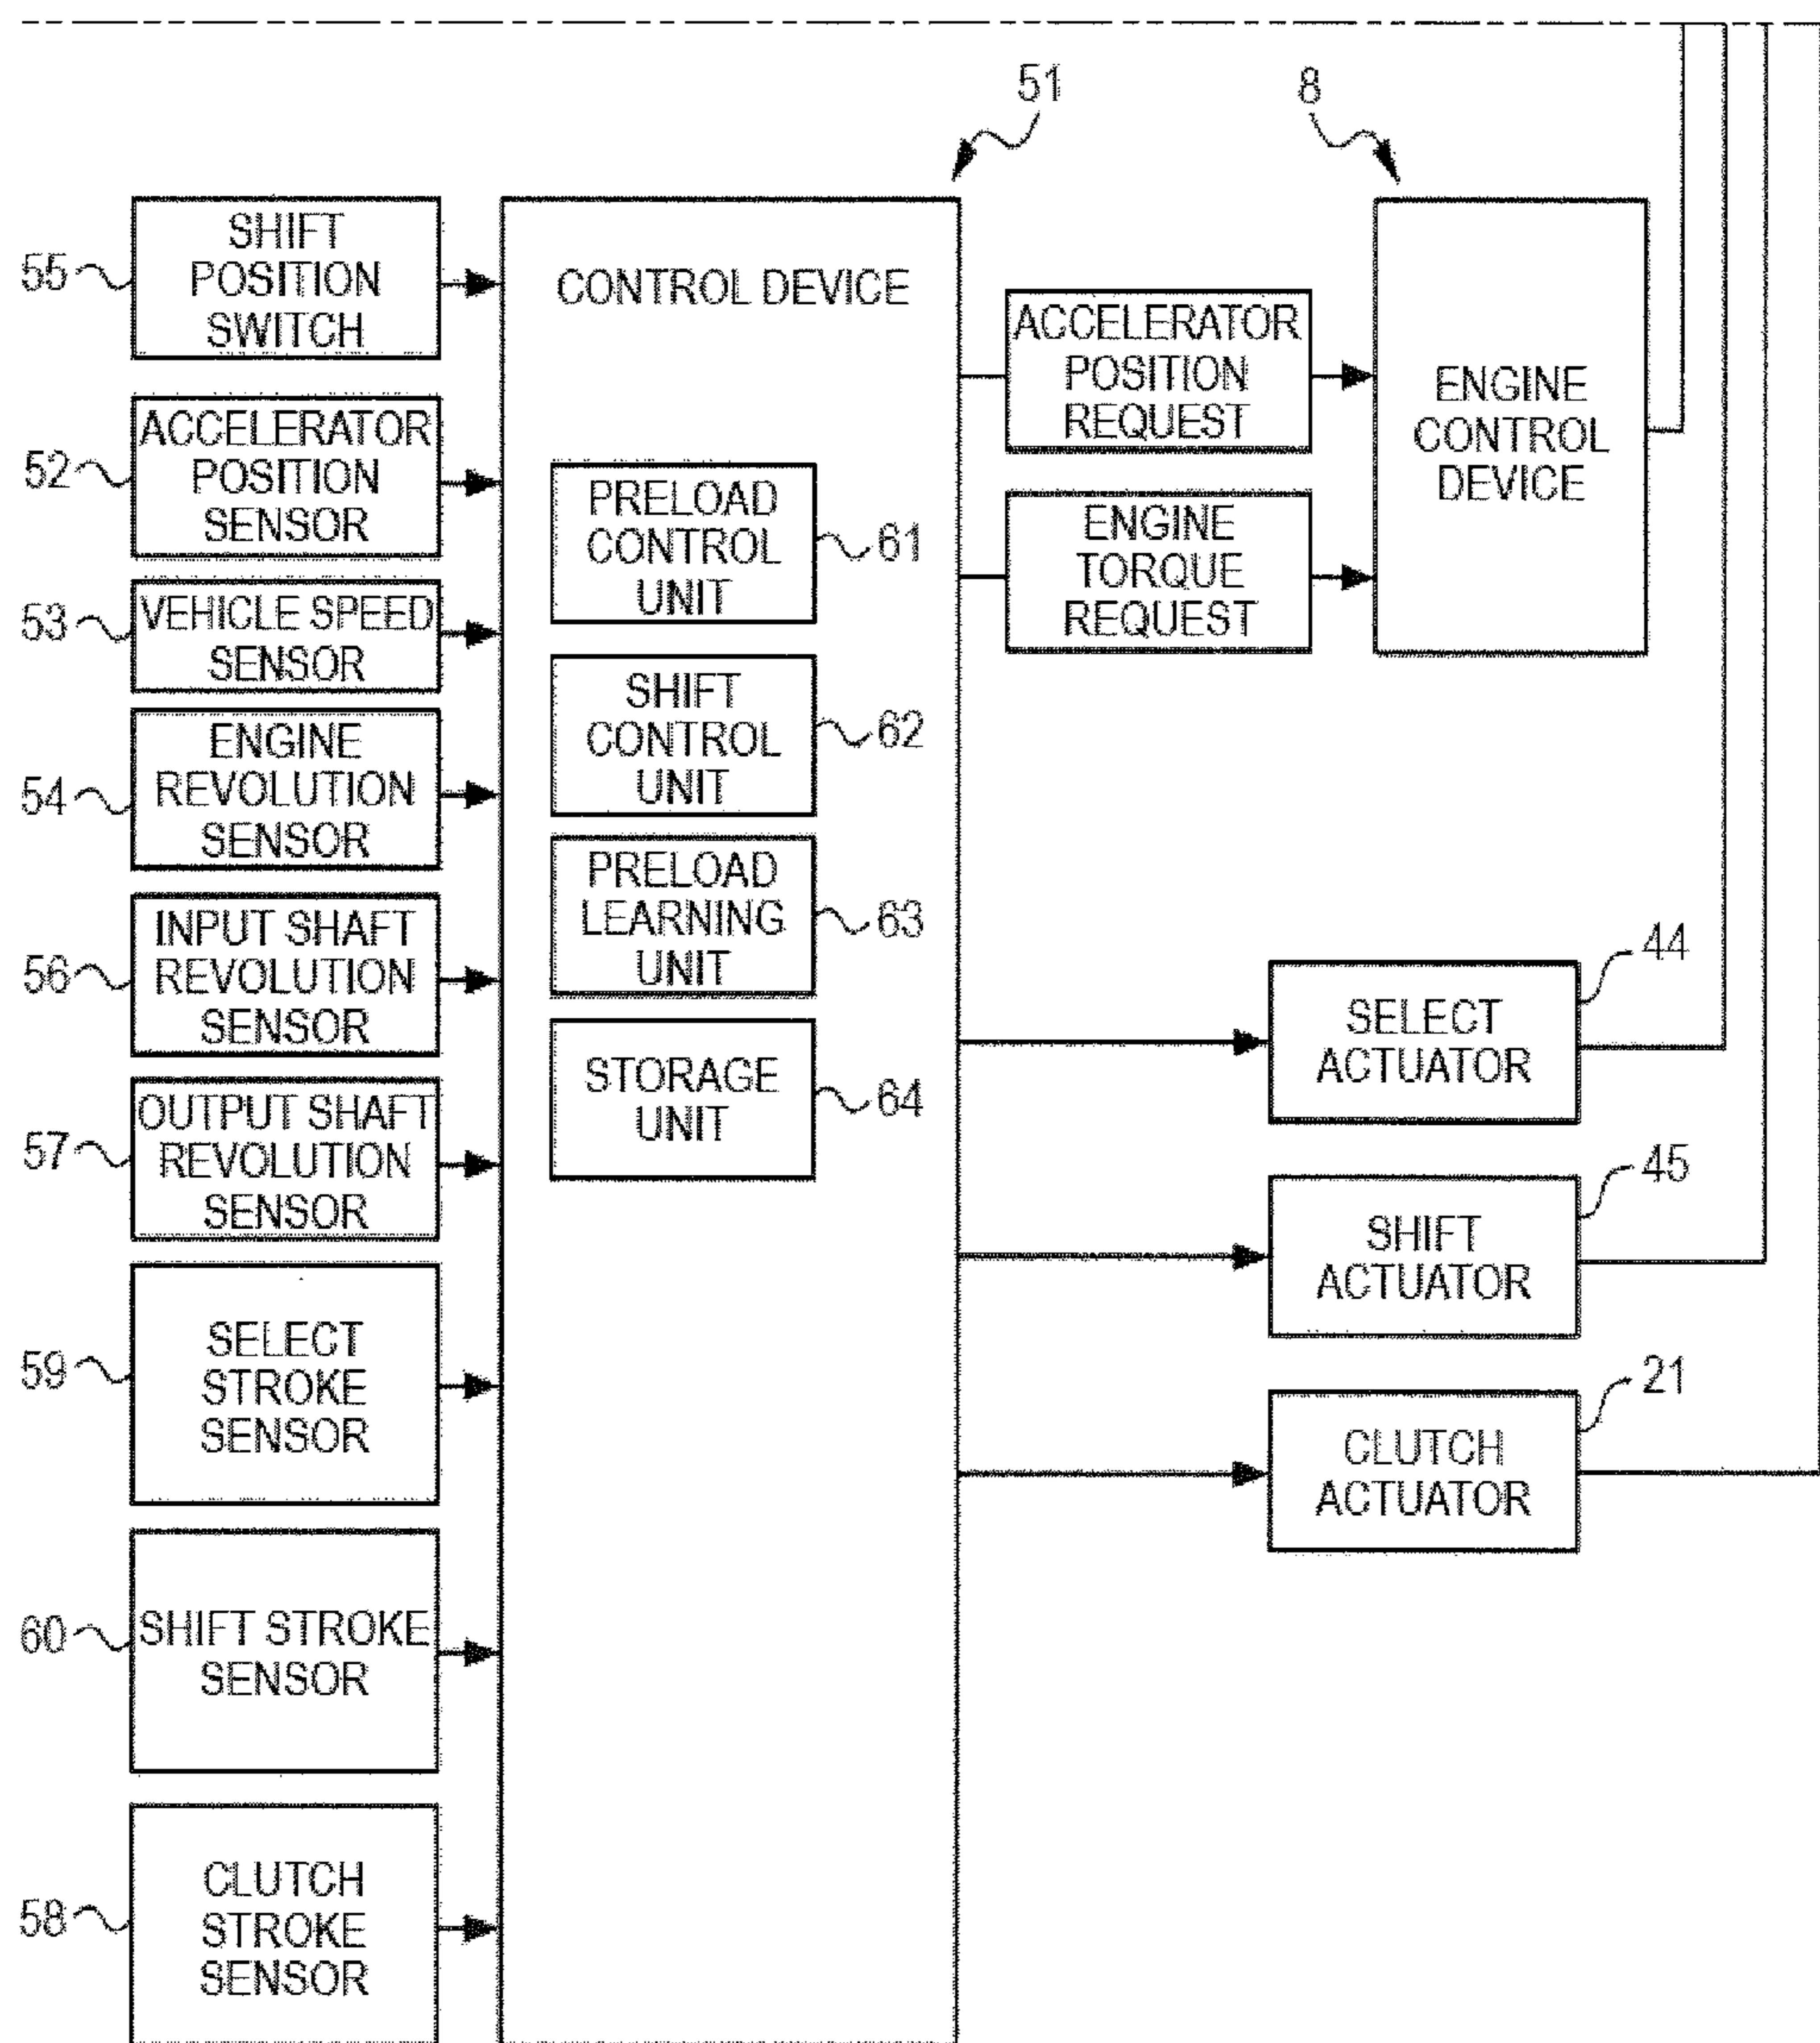 51
8
55
SHIFT
POSITION
SWITCH
CONTROL DEVICE
ACCELERATOR
POSITION
REQUEST
ENGINE
CONTROL
DEVICE
52
ACCELERATOR
POSITION
SENSOR
PRELOAD
CONTROL
UNIT
61
ENGINE
TORQUE
REQUEST
53
VEHICLE SPEED
SENSOR
SHIFT
CONTROL
UNIT
62
54
ENGINE
REVOLUTION
SENSOR
PRELOAD
LEARNING
UNIT
63
56
INPUT SHAFT
REVOLUTION
SENSOR
44
SELECT
ACTUATOR
STORAGE
UNIT
64
57
OUTPUT SHAFT
REVOLUTION
SENSOR
45
SHIFT
ACTUATOR
59
SELECT
STROKE
SENSOR
21
CLUTCH
ACTUATOR
60
SHIFT STROKE
SENSOR
58
CLUTCH
STROKE
SENSOR